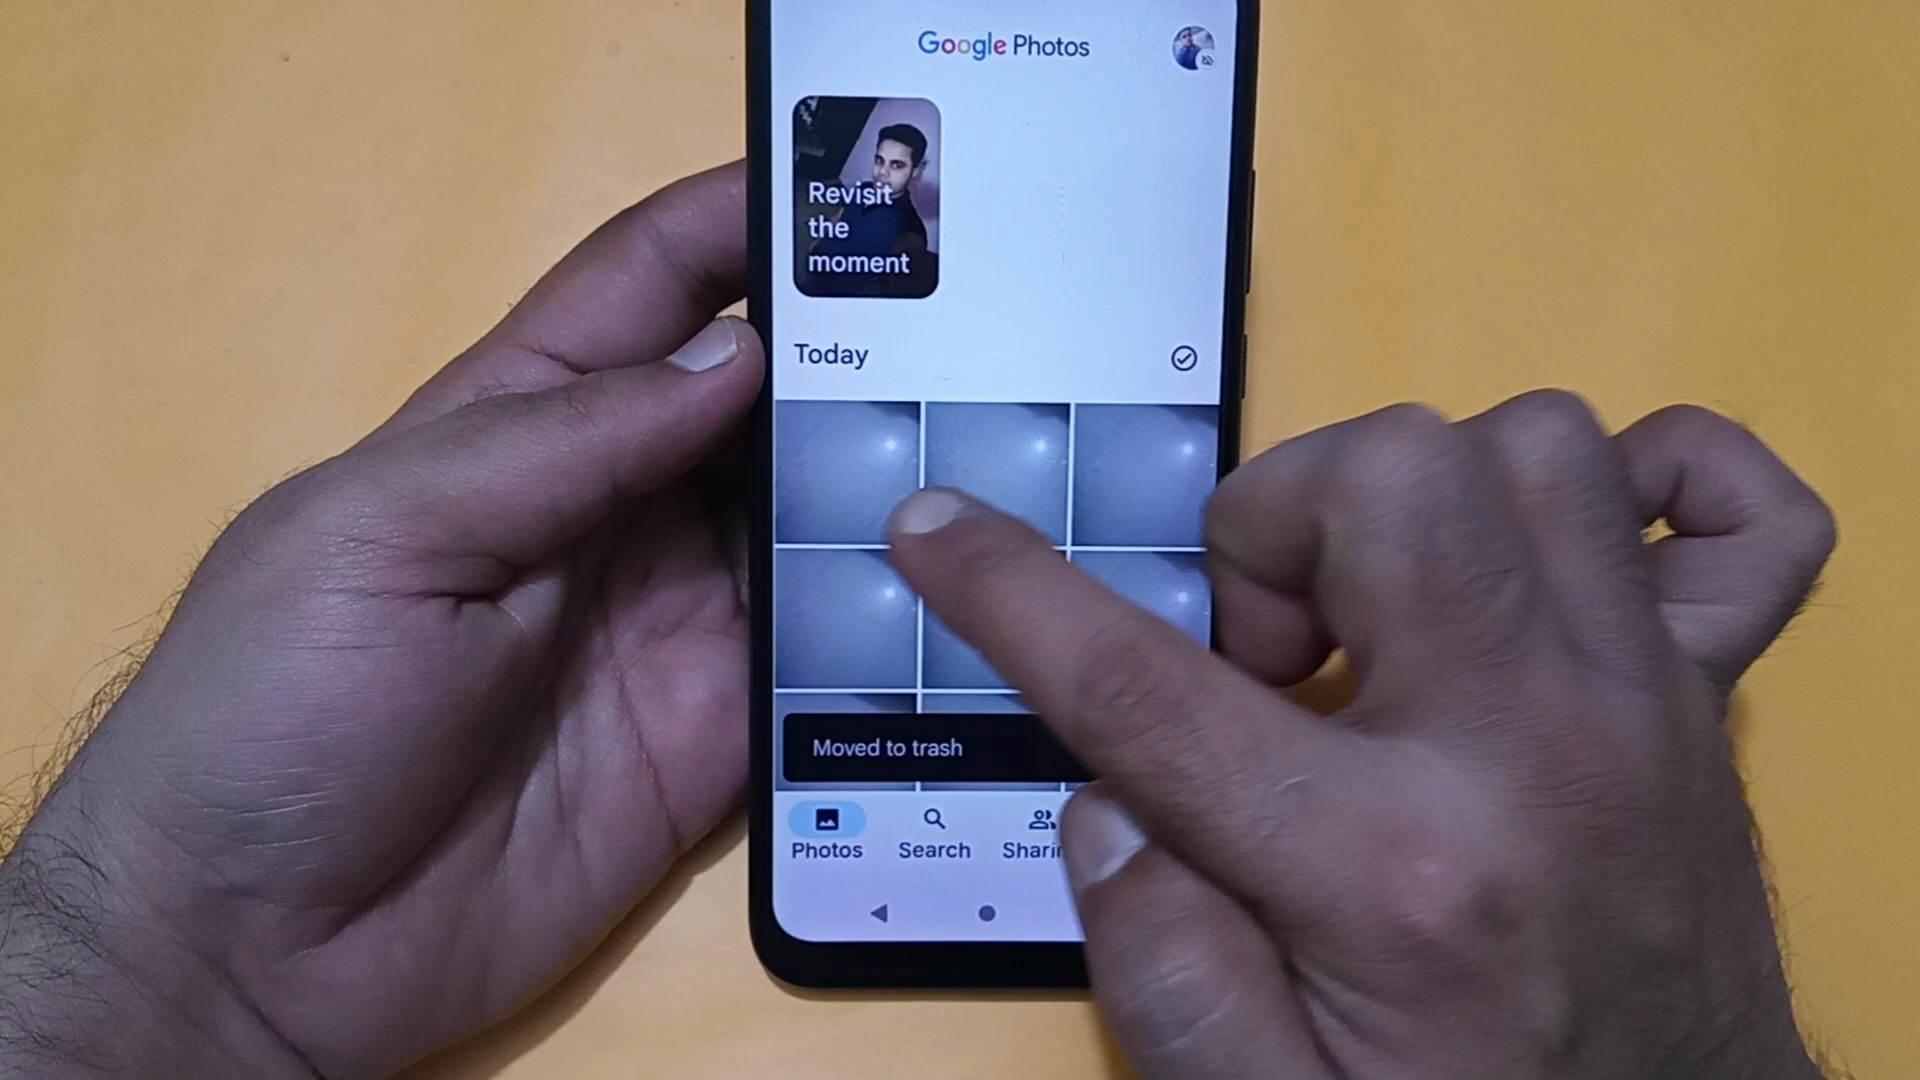 Google Photos
Revisit
the
moment
Today
Moved to trash
Photos
Search